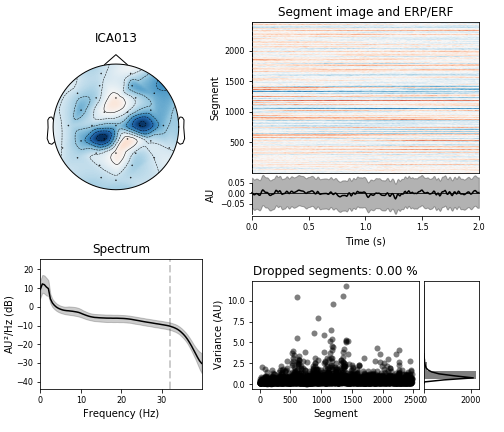 ICA013
Segment image and ERP/ERF
Segment
2000
1500
1000
500
AU
0.05
0.00
−0.05
0.0 0.5 1.0 1.5 2.0
Time (s)
Spectrum
AU²/Hz (dB)
20
10
0
−10
−20
−30
−40
0 10 20 30
Frequency (Hz)
Dropped segments: 0.00 %
Variance (AU)
10.0
7.5
5.0
2.5
0.0
0 500 1000 1500 2000 2500
Segment
0 2000